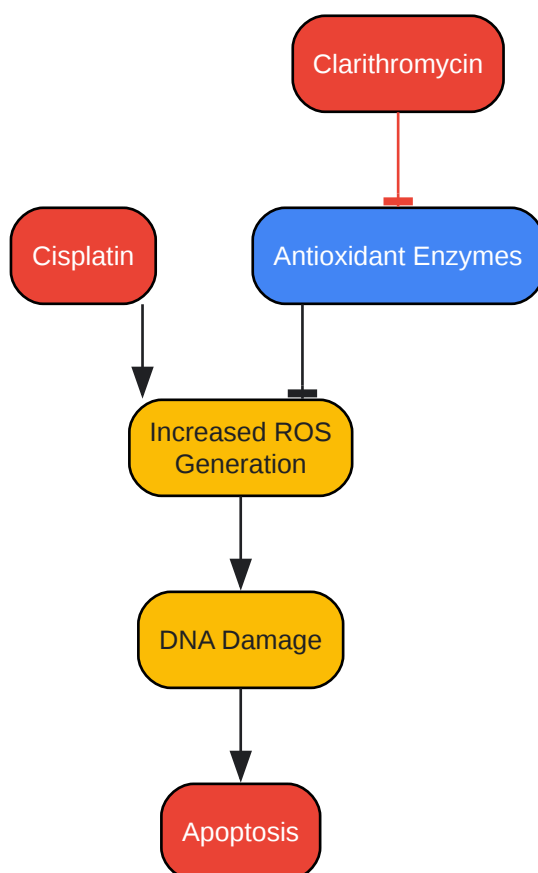 Clarithromycin
Cisplatin
Antioxidant Enzymes
Increased ROS
Generation
DNA Damage
Apoptosis